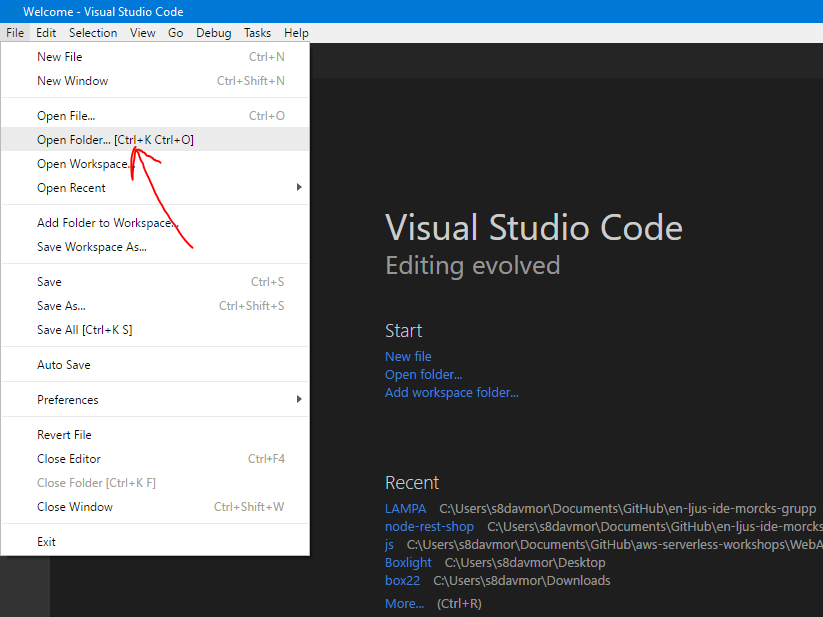 Welcome - Visual Studio Code
File Edit Selection View Go Debug Tasks Help
New File Ctrl+N
New Window Ctrl+Shift+N
Open File... Ctrl+O
Open Folder... [Ctrl+K Ctrl+O]
Open Workspace...
Open Recent
Add Folder to Workspace...
Save Workspace As...
Save Ctrl+S
Save As... Ctrl+Shift+S
Save All [Ctrl+K S]
Auto Save
Preferences
Revert File
Close Editor Ctrl+F4
Close Folder [Ctrl+K F]
Close Window Ctrl+Shift+W
Exit
Visual Studio Code
Editing evolved
Start
New file
Open folder...
Add workspace folder...
Recent
LAMPA C:\Users\s8davmor\Documents\GitHub\en-ljus-ide-morcks-grupp
node-rest-shop C:\Users\s8davmor\Documents\GitHub\en-ljus-ide-morcks
js C:\Users\s8davmor\Documents\GitHub\aws-serverless-workshops\WebA
Boxlight C:\Users\s8davmor\Desktop
box22 C:\Users\s8davmor\Downloads
More... (Ctrl+R)